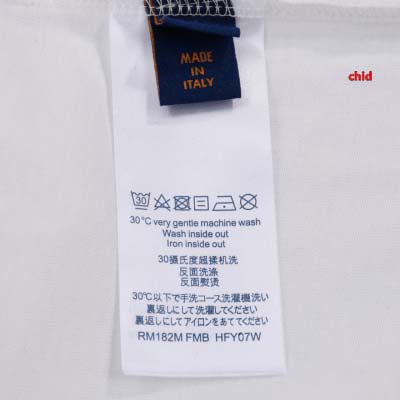 MADE
IN
ITALY
chid
30
30°C very gentle machine wash
Wash inside out
Iron inside out
30摄氏度超揉机洗
反面洗涤
反面熨烫
30℃以下で手洗コース洗濯機洗い
裏返しにして洗濯してください
裏返しにしてアイロンをあててください
RM182M FMB HFY07W